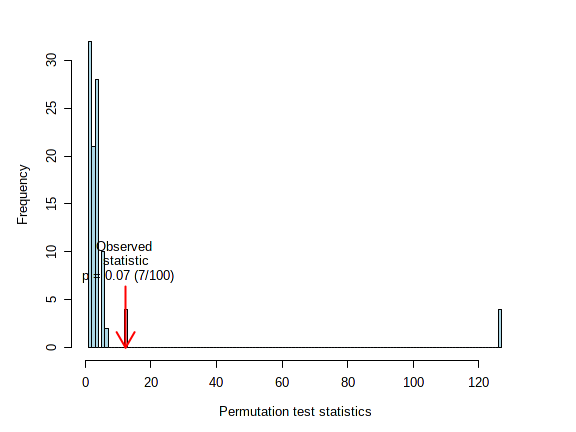 30
25
20
15
10
5
0
Frequency
Observed
statistic
p = 0.07 (7/100)
0 20 40 60 80 100 120
Permutation test statistics